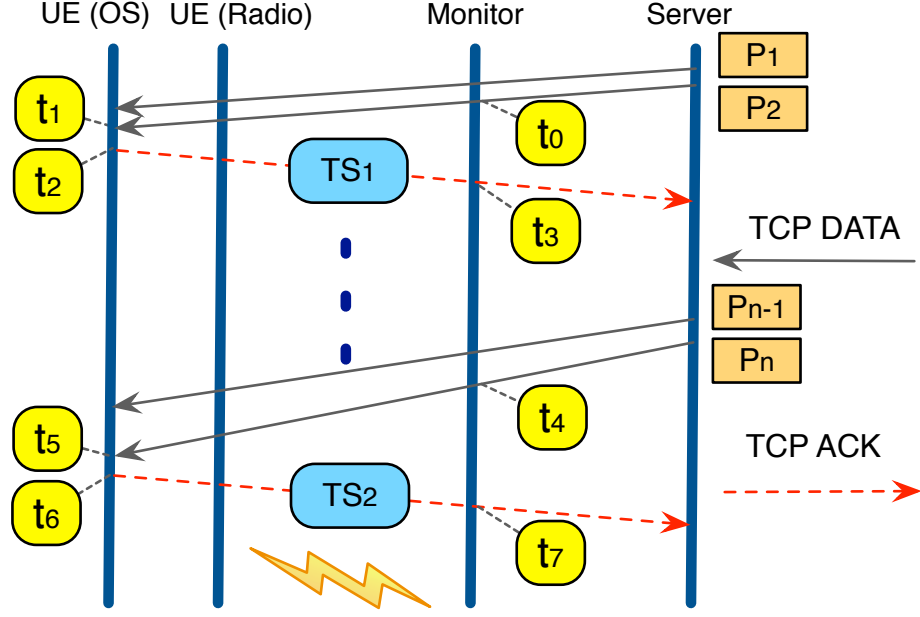 UE (OS) UE (Radio) Monitor Server
P1
t1
P2
t0
TS1
t2
t3
TCP DATA
Pn-1
Pn
t4
t5
TCP ACK
TS2
t6
t7